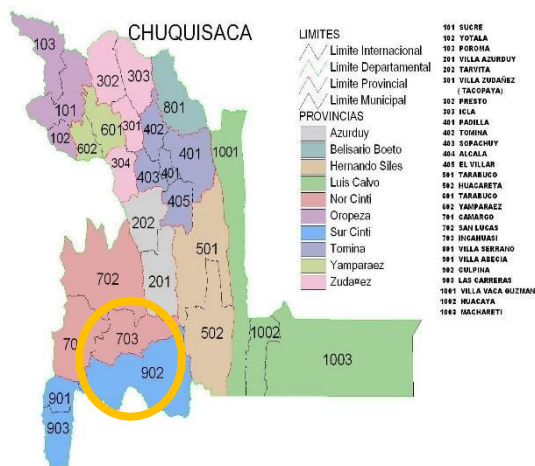 CHUQUISACA
LIMITES
Limite Internacional
Limite Departamental
Limite Provincial
Limite Municipal
PROVINCIAS
Azurduy
Belisario Boeto
Hernando Siles
Luis Calvo
Nor Cinti
Oropeza
Sur Cinti
Tomina
Yamparaez
Zuda¤ez
101 SUCRE
102 YOTALA
103 POROMA
201 VILLA AZURDUY
202 TARVITA
301 VILLA ZUDAÑEZ
( TACOPAYA)
302 PRESTO
303 ICLA
401 PADILLA
402 TOMINA
403 SOPACHUY
404 ALCALA
405 EL VILLAR
501 TARABUCO
502 HUACARETA
601 TARABUCO
602 YAMPARAEZ
701 CAMARGO
702 SAN LUCAS
703 INCAHUASI
801 VILLA SERRANO
901 VILLA ABECIA
902 CULPINA
903 LAS CARRERAS
1001 VILLA VACA GUZMAN
1002 HUACAYA
1003 MACHARETI
103
302
303
801
101
601
301
402
102
602
304
401
1001
403
401
405
202
501
702
201
703
70
502
1002
1003
902
901
903